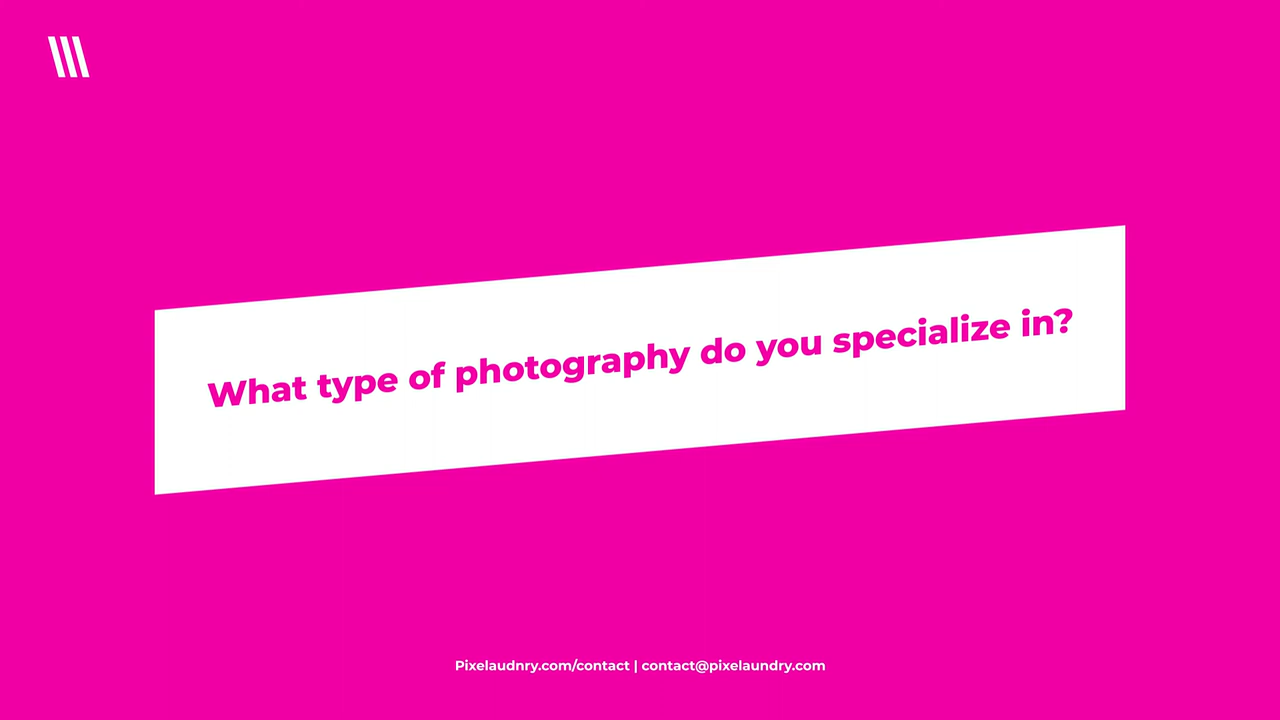 What type of photography do you specialize in?
Pixelaudnry.com/contact | contact@pixelaundry.com